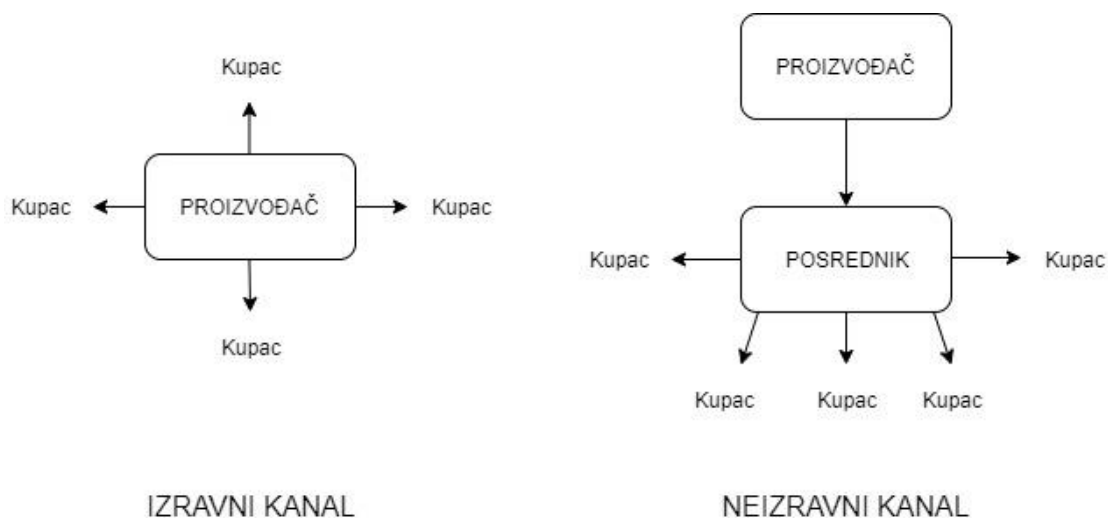 Kupac
Kupac
PROIZVOĐAČ
Kupac
Kupac
IZRAVNI KANAL
PROIZVOĐAČ
Kupac
POSREDNIK
Kupac
Kupac
Kupac
Kupac
NEIZRAVNI KANAL